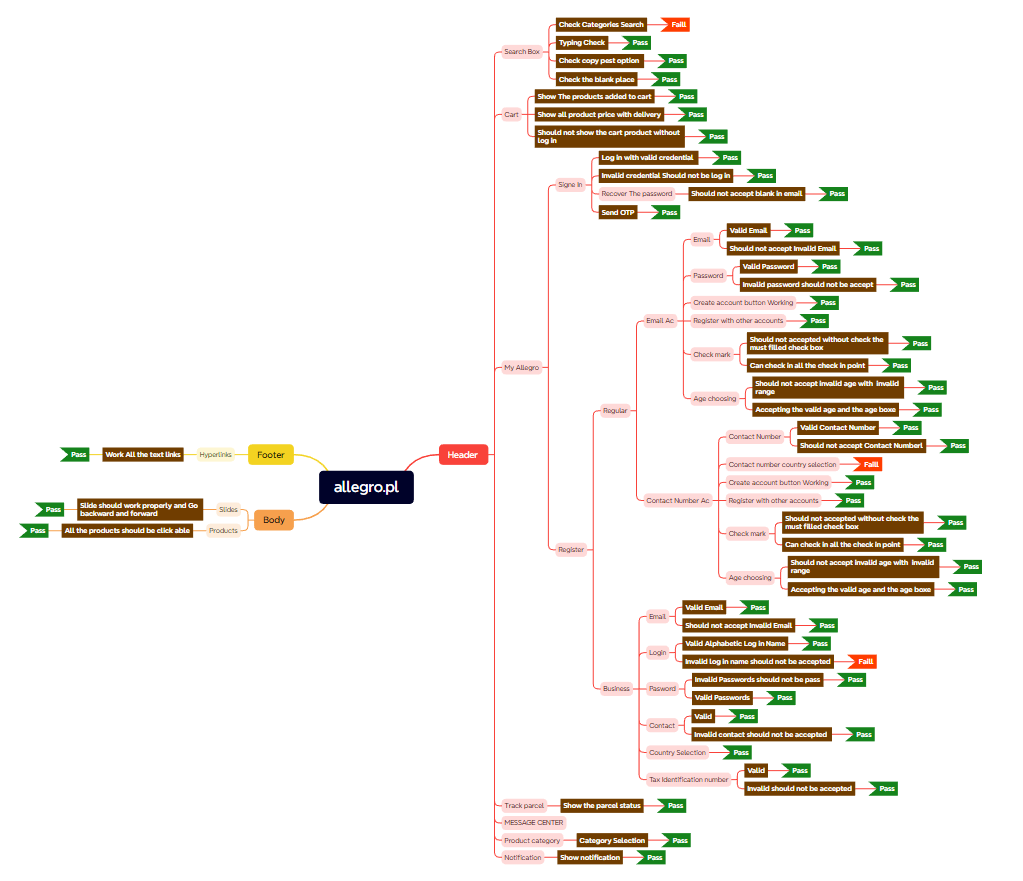 allegro.pl
Header
Search Box
Check Categories Search
Faill
Typing Check
Pass
Check copy pest option
Pass
Check the blank place
Pass
Cart
Show The products added to cart
Pass
Show all product price with delivery
Pass
Should not show the cart product without
log in
Pass
My Allegro
Signe In
Log in with valid credential
Pass
Invalid credential Should not be log in
Pass
Recover The password
Should not accept blank in email
Pass
Send OTP
Pass
Register
Regular
Email Ac
Email
Valid Email
Pass
Should not accept Invalid Email
Pass
Password
Valid Password
Pass
Invalid password should not be accept
Pass
Create account button Working
Pass
Register with other accounts
Pass
Check mark
Should not accepted without check the
must filled check box
Pass
Can check in all the check in point
Pass
Age choosing
Should not accept invalid age with invalid
range
Pass
Accepting the valid age and the age boxe
Pass
Contact Number Ac
Contact Number
Valid Contact Number
Pass
Should not accept Contact Numberl
Pass
Contact number country selection
Faill
Create account button Working
Pass
Register with other accounts
Pass
Check mark
Should not accepted without check the
must filled check box
Pass
Can check in all the check in point
Pass
Age choosing
Should not accept invalid age with invalid
range
Pass
Accepting the valid age and the age boxe
Pass
Business
Email
Valid Email
Pass
Should not accept Invalid Email
Pass
Login
Valid Alphabetic Log in Name
Pass
Invalid log in name should not be accepted
Faill
Pasword
Invalid Passwords should not be pass
Pass
Valid Passwords
Pass
Contact
Valid
Pass
Invalid contact should not be accepted
Pass
Country Selection
Pass
Tax Identification number
Valid
Pass
Invalid should not be accepted
Pass
Track parcel
Show the parcel status
Pass
MESSAGE CENTER
Product category
Category Selection
Pass
Notification
Show notification
Pass
Footer
Hyperlinks
Work All the text links
Pass
Body
Slides
Slide should work properly and Go
backward and forward
Pass
Products
All the products should be click able
Pass